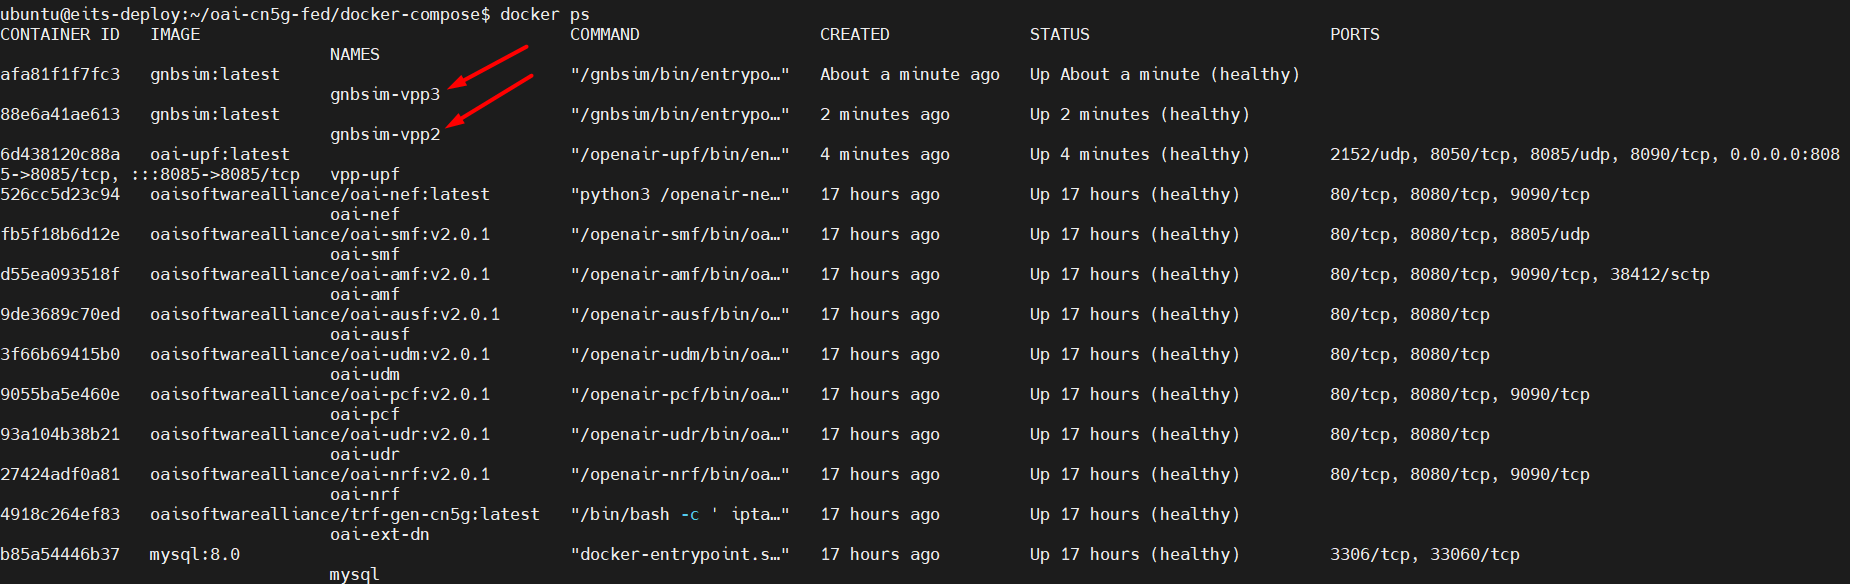 ubuntu@eits-deploy:~/oai-cn5g-fed/docker-compose$ docker ps
CONTAINER ID   IMAGE                                     COMMAND                  CREATED              STATUS                        PORTS
                                 NAMES
afa81f1f7fc3   gnbsim:latest                             "/gnbsim/bin/entrypo…"   About a minute ago   Up About a minute (healthy)
                                 gnbsim-vpp3
88e6a41ae613   gnbsim:latest                             "/gnbsim/bin/entrypo…"   2 minutes ago        Up 2 minutes (healthy)
                                 gnbsim-vpp2
6d438120c88a   oai-upf:latest                            "/openair-upf/bin/en…"   4 minutes ago        Up 4 minutes (healthy)        2152/udp, 8050/tcp, 8085/udp, 8090/tcp, 0.0.0.0:808
5->8085/tcp, :::8085->8085/tcp   vpp-upf
526cc5d23c94   oaisoftwarealliance/oai-nef:latest        "python3 /openair-ne…"   17 hours ago         Up 17 hours (healthy)         80/tcp, 8080/tcp, 9090/tcp
                                 oai-nef
fb5f18b6d12e   oaisoftwarealliance/oai-smf:v2.0.1        "/openair-smf/bin/oa…"   17 hours ago         Up 17 hours (healthy)         80/tcp, 8080/tcp, 8805/udp
                                 oai-smf
d55ea093518f   oaisoftwarealliance/oai-amf:v2.0.1        "/openair-amf/bin/oa…"   17 hours ago         Up 17 hours (healthy)         80/tcp, 8080/tcp, 9090/tcp, 38412/sctp
                                 oai-amf
9de3689c70ed   oaisoftwarealliance/oai-ausf:v2.0.1       "/openair-ausf/bin/o…"   17 hours ago         Up 17 hours (healthy)         80/tcp, 8080/tcp
                                 oai-ausf
3f66b69415b0   oaisoftwarealliance/oai-udm:v2.0.1        "/openair-udm/bin/oa…"   17 hours ago         Up 17 hours (healthy)         80/tcp, 8080/tcp
                                 oai-udm
9055ba5e460e   oaisoftwarealliance/oai-pcf:v2.0.1        "/openair-pcf/bin/oa…"   17 hours ago         Up 17 hours (healthy)         80/tcp, 8080/tcp, 9090/tcp
                                 oai-pcf
93a104b38b21   oaisoftwarealliance/oai-udr:v2.0.1        "/openair-udr/bin/oa…"   17 hours ago         Up 17 hours (healthy)         80/tcp, 8080/tcp
                                 oai-udr
27424adf0a81   oaisoftwarealliance/oai-nrf:v2.0.1        "/openair-nrf/bin/oa…"   17 hours ago         Up 17 hours (healthy)         80/tcp, 8080/tcp, 9090/tcp
                                 oai-nrf
4918c264ef83   oaisoftwarealliance/trf-gen-cn5g:latest   "/bin/bash -c ' ipta…"   17 hours ago         Up 17 hours (healthy)
                                 oai-ext-dn
b85a54446b37   mysql:8.0                                 "docker-entrypoint.s…"   17 hours ago         Up 17 hours (healthy)         3306/tcp, 33060/tcp
                                 mysql